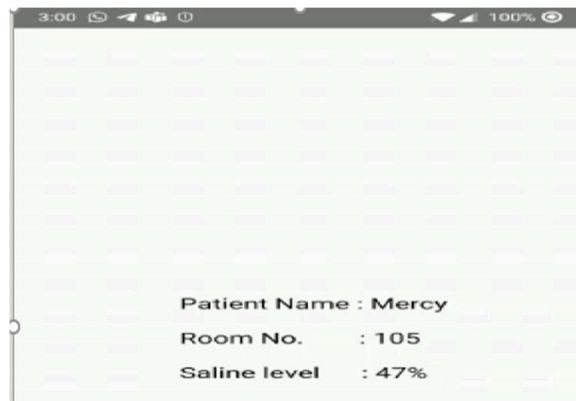 3:00 100%
Patient Name : Mercy
Room No. : 105
Saline level : 47%